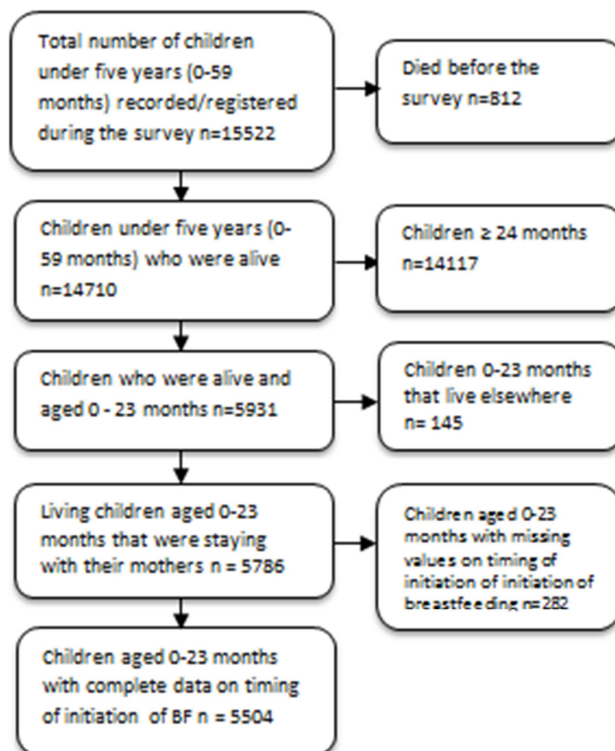 Total number of children
under five years (0-59
months) recorded/registered
during the survey n=15522
Died before the
survey n=812
Children under five years (0-
59 months) who were alive
n=14710
Children ≥ 24 months
n=14117
Children who were alive and
aged 0 - 23 months n=5931
Children 0-23 months
that live elsewhere
n= 145
Living children aged 0-23
months that were staying
with their mothers n = 5786
Children aged 0-23
months with missing
values on timing of
initiation of initiation of
breastfeeding n=282
Children aged 0-23 months
with complete data on timing
of initiation of BF n = 5504